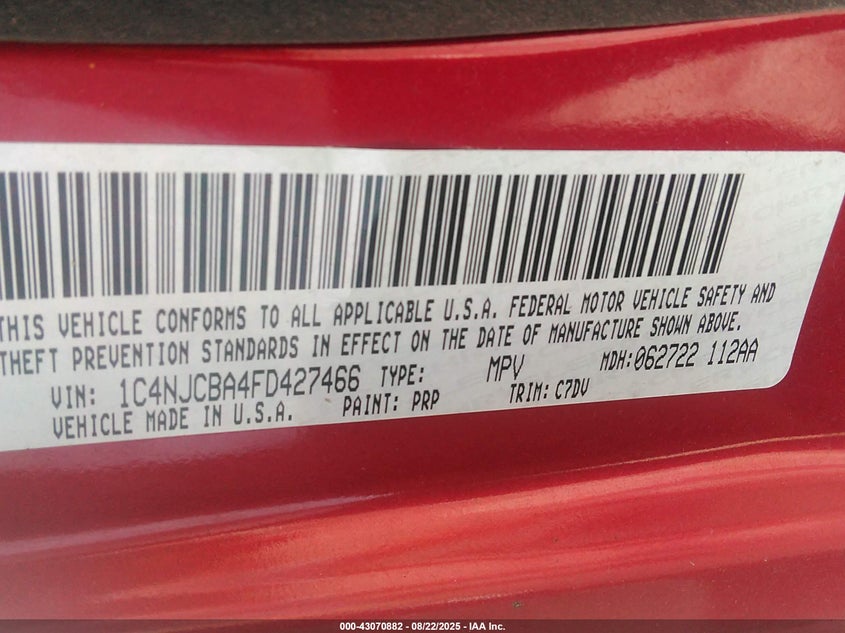 THIS VEHICLE CONFORMS TO ALL APPLICABLE U.S.A. FEDERAL MOTOR VEHICLE SAFETY AND
THEFT PREVENTION STANDARDS IN EFFECT ON THE DATE OF MANUFACTURE SHOWN ABOVE.
VIN: 1C4NJCBA4FD427466 TYPE: MPV MDH:062722 112AA
VEHICLE MADE IN U.S.A. PAINT: PRP TRIM: C7DV
000-43070882 - 08/22/2025 - IAA Inc.